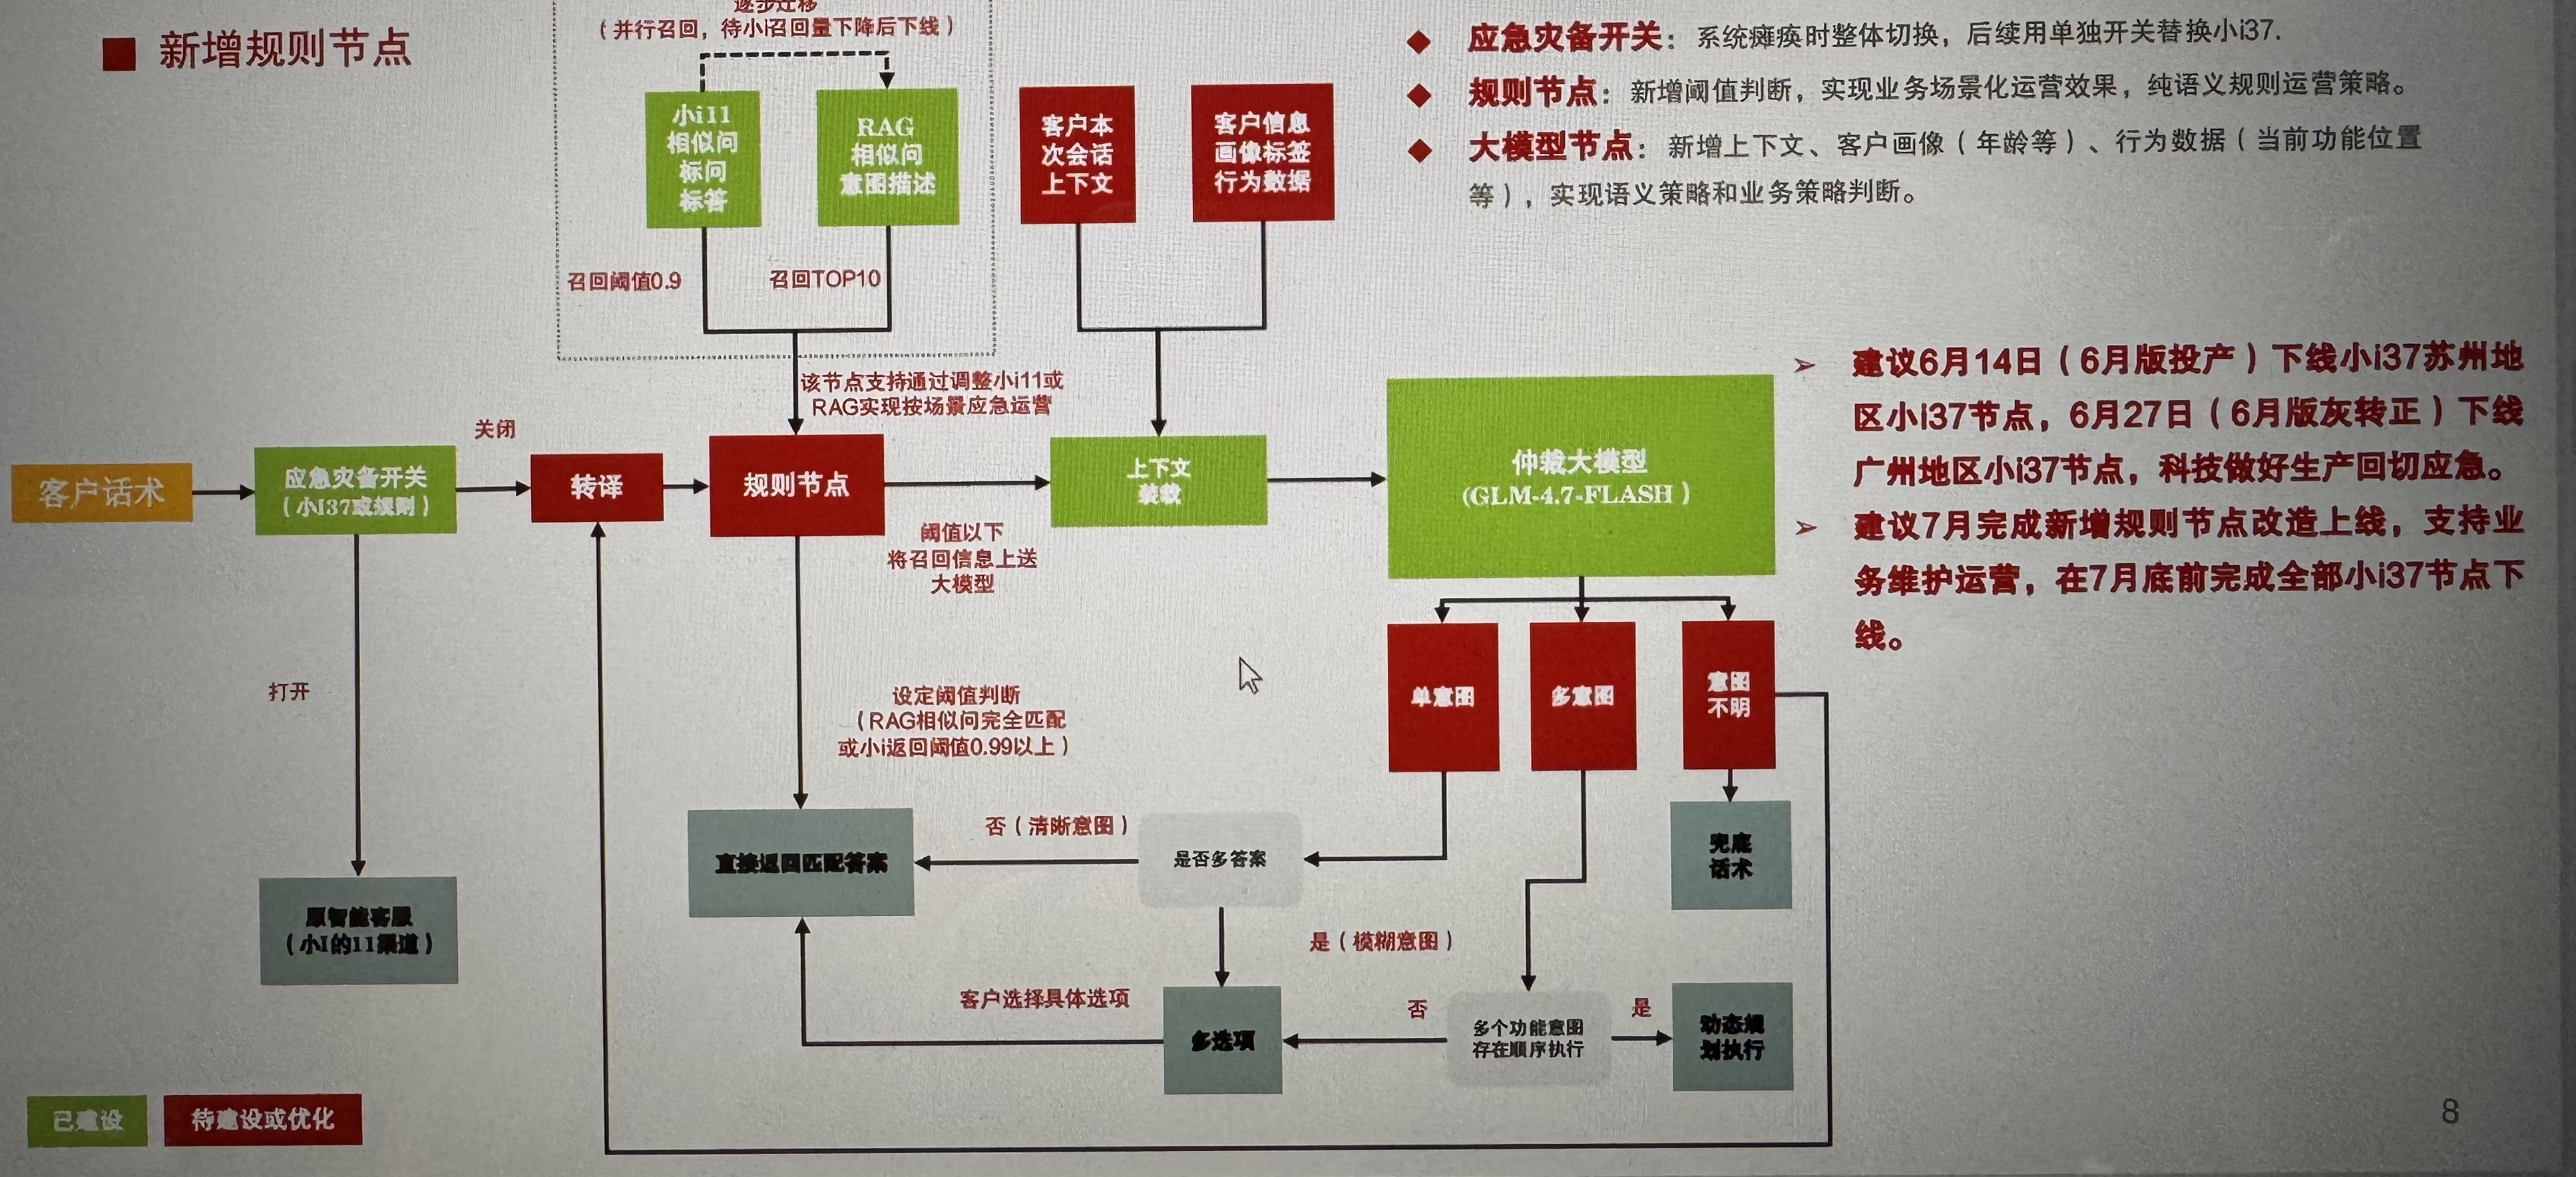 新增规则节点
逐步迁移
（并行召回，待小i召回量下降后下线）
小i11
相似问
标问
标答
RAG
相似问
意图描述
客户本
次会话
上下文
客户信息
画像标签
行为数据
召回阈值0.9
召回TOP10
应急灾备开关：系统瘫痪时整体切换，后续用单独开关替换小i37.
规则节点：新增阈值判断，实现业务场景化运营效果，纯语义规则运营策略。
大模型节点：新增上下文、客户画像（年龄等）、行为数据（当前功能位置
等），实现语义策略和业务策略判断。
该节点支持通过调整小i11或
RAG实现按场景应急运营
客户话术
应急灾备开关
（小I37或规则）
关闭
转译
规则节点
阈值以下
将召回信息上送
大模型
上下文
装载
仲裁大模型
(GLM-4.7-FLASH）
建议6月14日（6月版投产）下线小i37苏州地
区小i37节点，6月27日（6月版灰转正）下线
广州地区小i37节点，科技做好生产回切应急。
建议7月完成新增规则节点改造上线，支持业
务维护运营，在7月底前完成全部小i37节点下
线。
打开
设定阈值判断
（RAG相似问完全匹配
或小i返回阈值0.99以上）
单意图
多意图
意图
不明
直接返回匹配答案
否（清晰意图）
是否多答案
兜底
话术
原智能客服
（小I的11渠道）
是（模糊意图）
客户选择具体选项
多选项
否
多个功能意图
存在顺序执行
是
动态规
划执行
已建设
待建设或优化
8